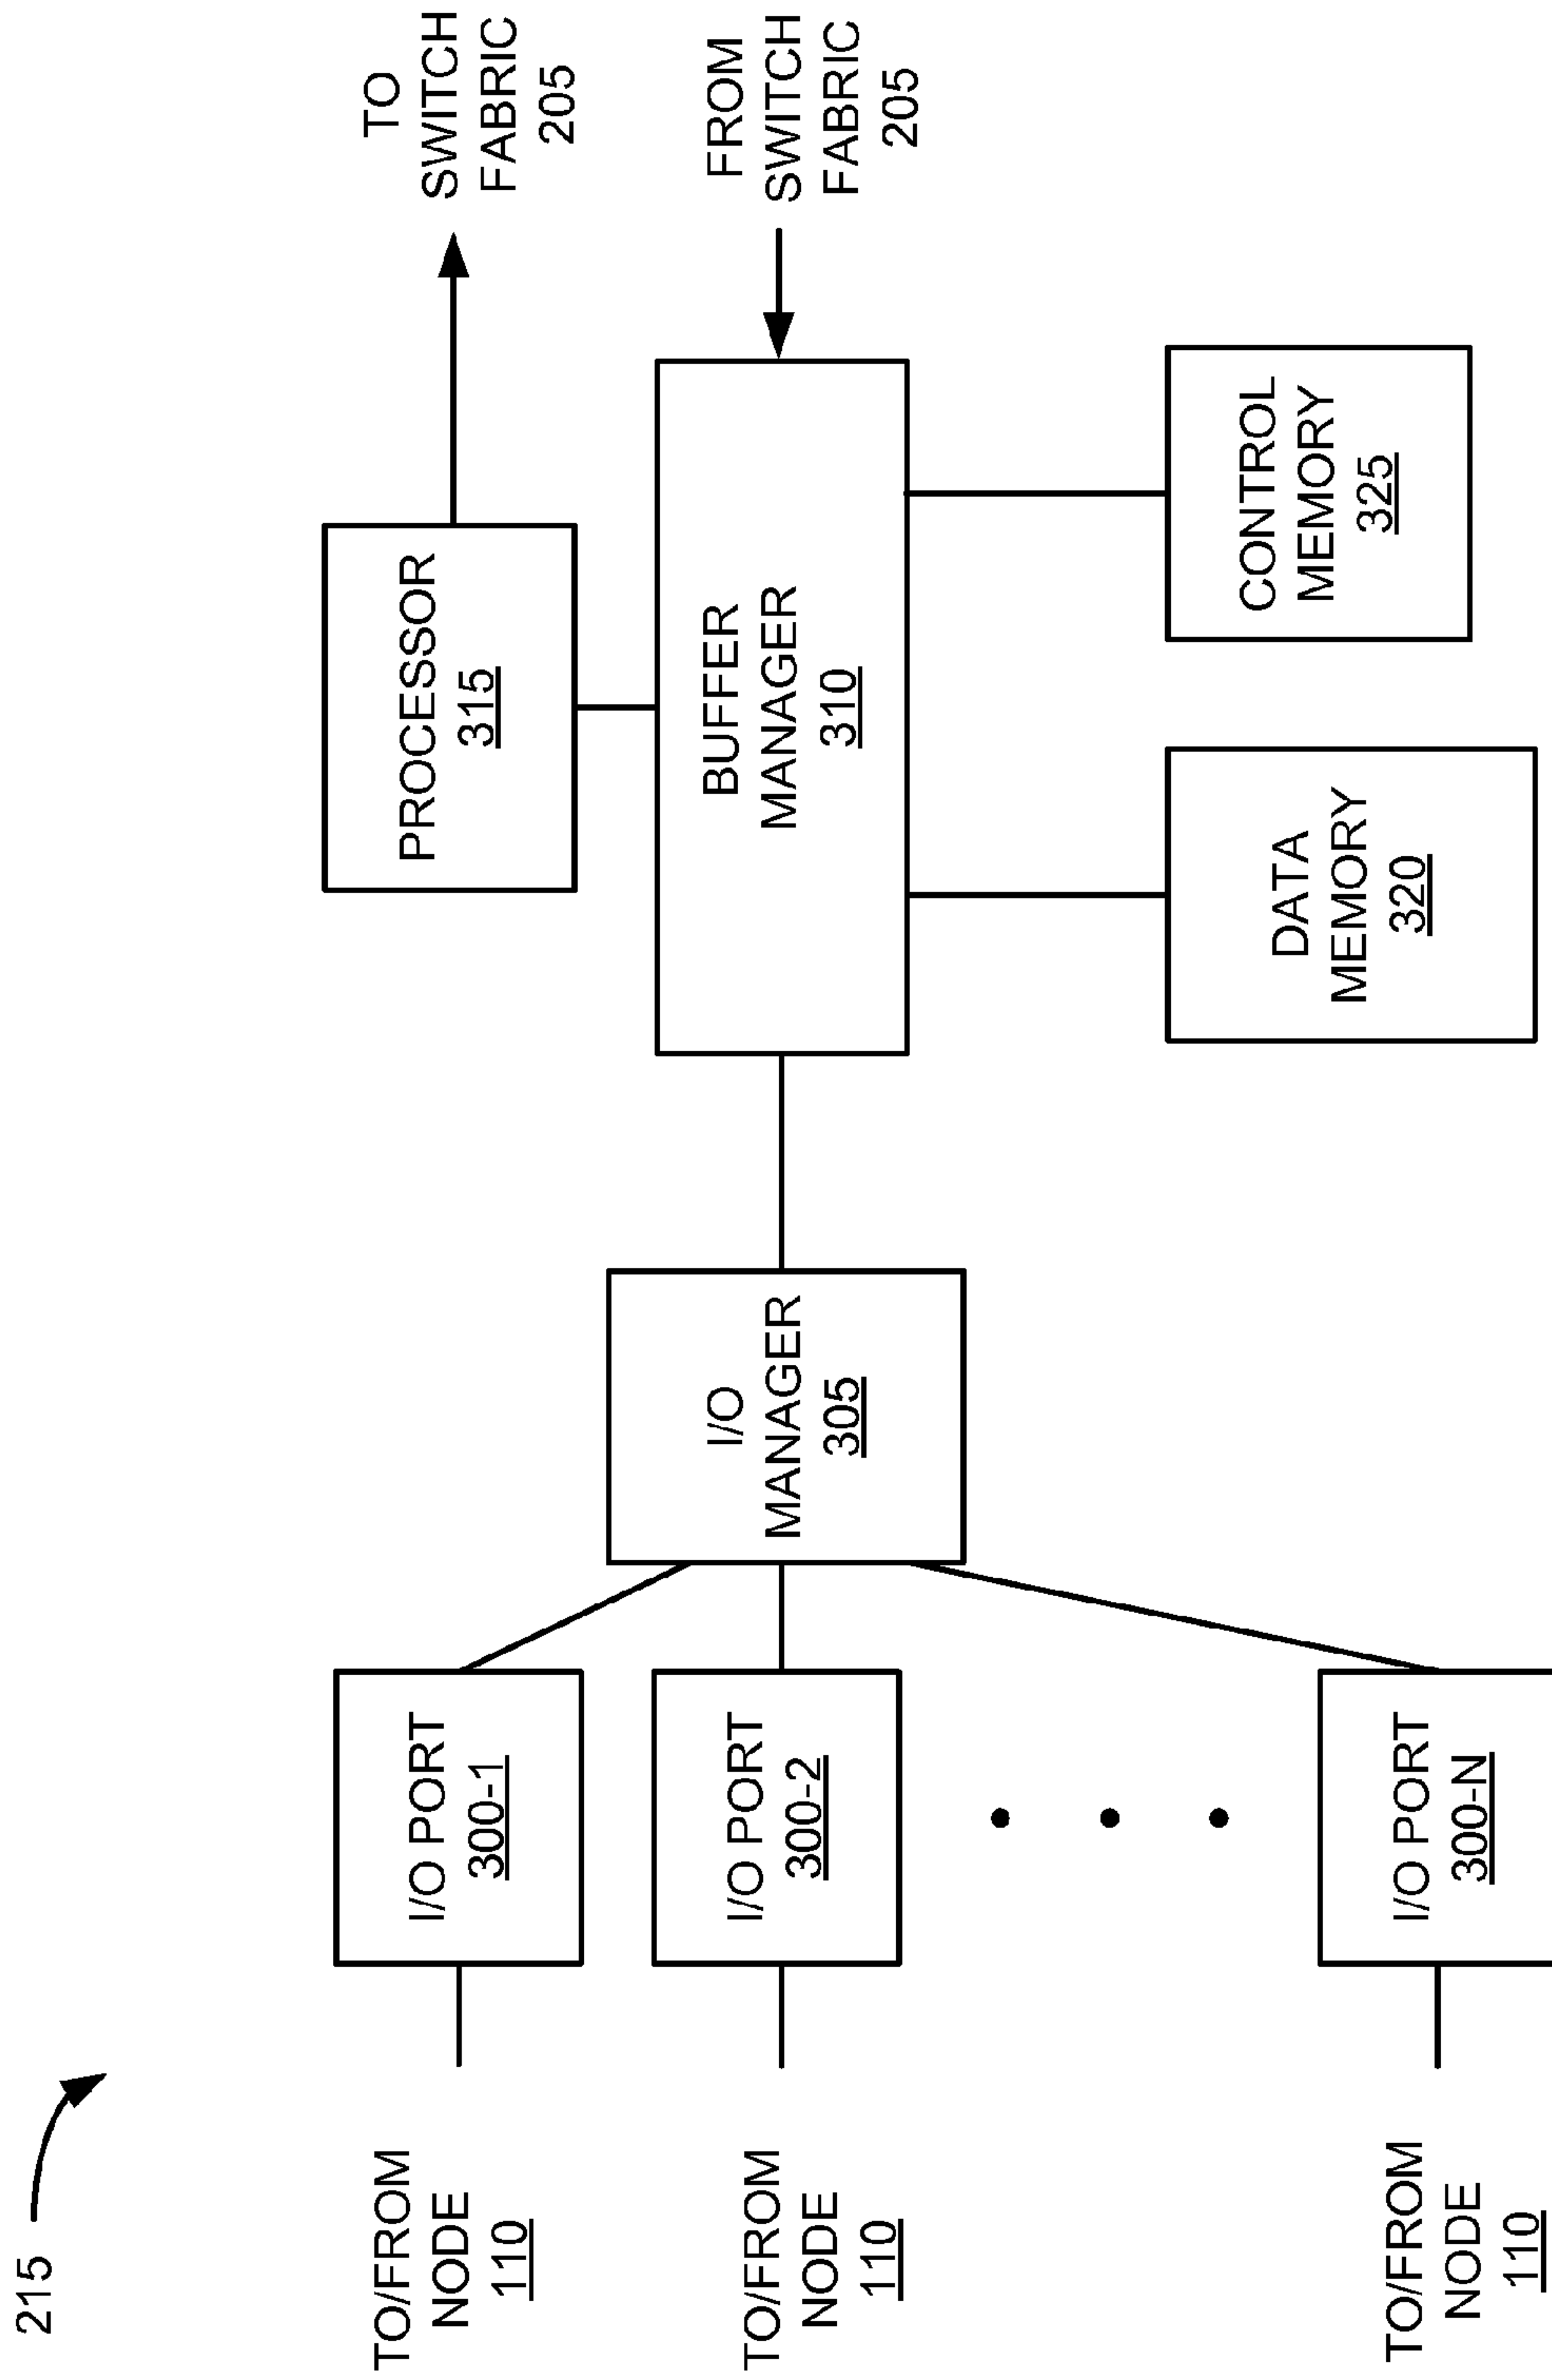 215
TO/FROM
NODE
110
TO/FROM
NODE
110
TO/FROM
NODE
110
I/O PORT
300-1
I/O PORT
300-2
I/O PORT
300-N
I/O
MANAGER
305
PROCESSOR
315
BUFFER
MANAGER
310
DATA
MEMORY
320
CONTROL
MEMORY
325
TO
SWITCH
FABRIC
205
FROM
SWITCH
FABRIC
205